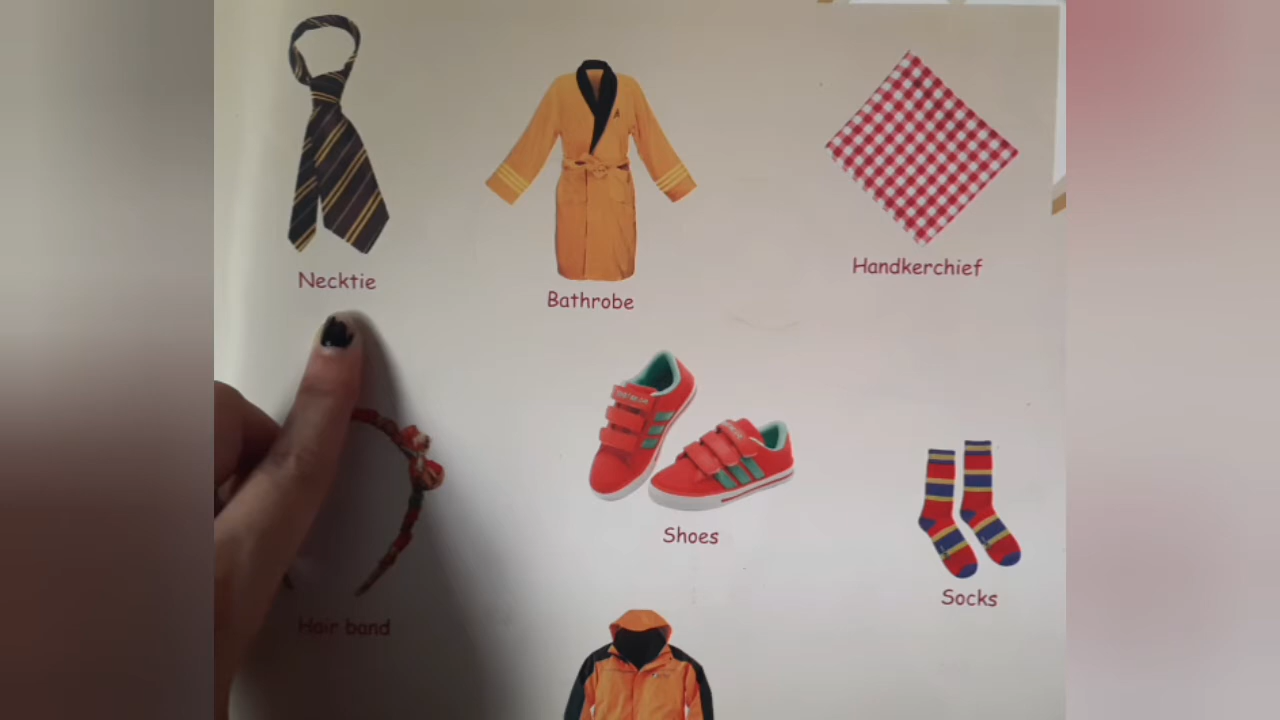 Necktie
Bathrobe
Handkerchief
Shoes
Socks
Hair band